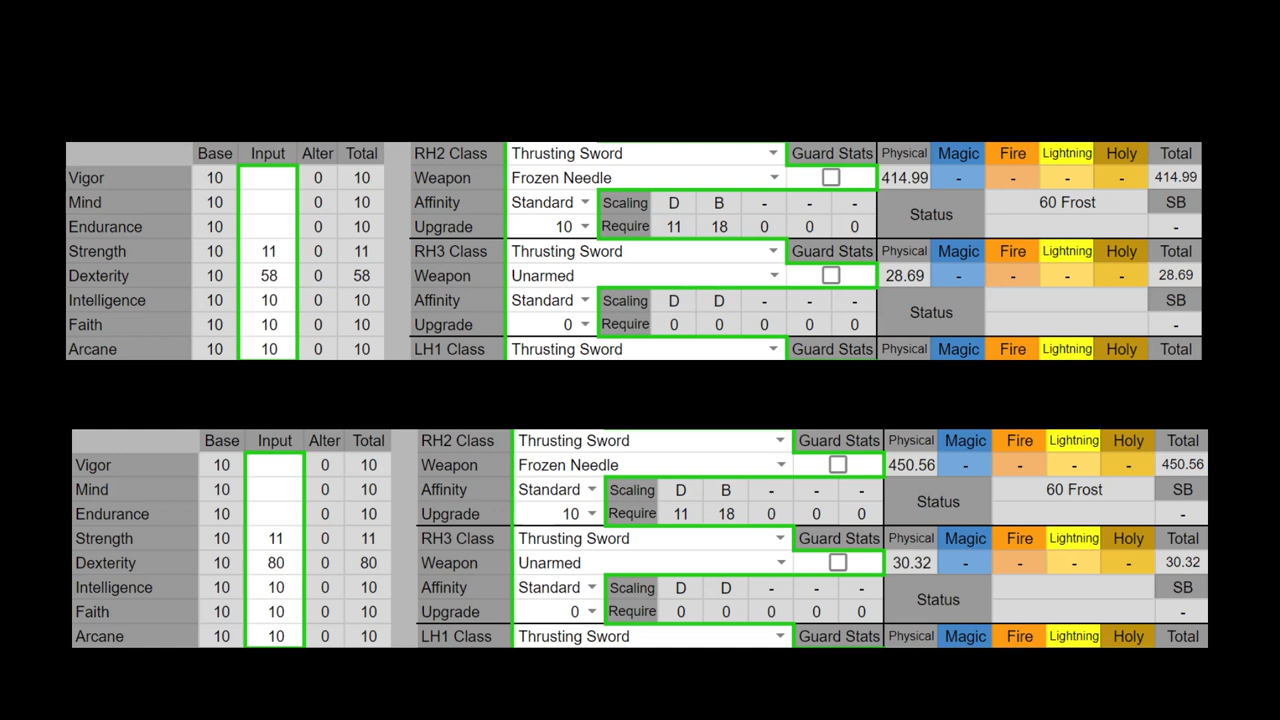 Base Input Alter Total RH2 Class Thrusting Sword Guard Stats Physical Magic Fire Lightning Holy Total
Vigor 10 0 10 Weapon Frozen Needle 414.99 - - - - 414.99
Mind 10 0 10 Affinity Standard Scaling D B - - - Status 60 Frost SB
Endurance 10 0 10 Upgrade 10 Require 11 18 0 0 0 -
Strength 10 11 0 11 RH3 Class Thrusting Sword Guard Stats Physical Magic Fire Lightning Holy Total
Dexterity 10 58 0 58 Weapon Unarmed 28.69 - - - - 28.69
Intelligence 10 10 0 10 Affinity Standard Scaling D D - - - Status SB
Faith 10 10 0 10 Upgrade 0 Require 0 0 0 0 0 -
Arcane 10 10 0 10 LH1 Class Thrusting Sword Guard Stats Physical Magic Fire Lightning Holy Total
Base Input Alter Total RH2 Class Thrusting Sword Guard Stats Physical Magic Fire Lightning Holy Total
Vigor 10 0 10 Weapon Frozen Needle 450.56 - - - - 450.56
Mind 10 0 10 Affinity Standard Scaling D B - - - Status 60 Frost SB
Endurance 10 0 10 Upgrade 10 Require 11 18 0 0 0 -
Strength 10 11 0 11 RH3 Class Thrusting Sword Guard Stats Physical Magic Fire Lightning Holy Total
Dexterity 10 80 0 80 Weapon Unarmed 30.32 - - - - 30.32
Intelligence 10 10 0 10 Affinity Standard Scaling D D - - - Status SB
Faith 10 10 0 10 Upgrade 0 Require 0 0 0 0 0 -
Arcane 10 10 0 10 LH1 Class Thrusting Sword Guard Stats Physical Magic Fire Lightning Holy Total